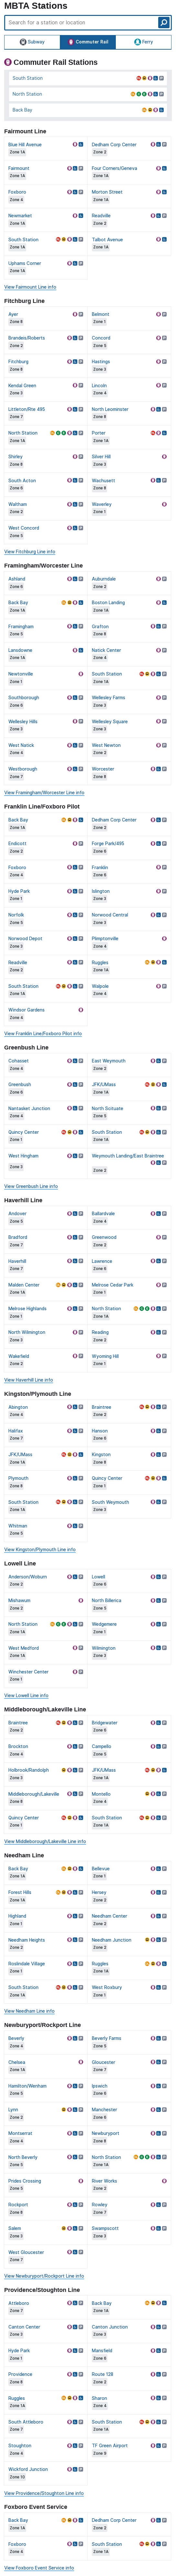 MBTA Stations
Search for a station or location
Subway
Commuter Rail
Ferry
Commuter Rail Stations
South Station
North Station
Back Bay
Fairmount Line
Blue Hill Avenue
Zone 1A
Dedham Corp Center
Zone 2
Fairmount
Zone 1A
Four Corners/Geneva
Zone 1A
Foxboro
Zone 4
Morton Street
Zone 1A
Newmarket
Zone 1A
Readville
Zone 2
South Station
Zone 1A
Talbot Avenue
Zone 1A
Uphams Corner
Zone 1A
View Fairmount Line info
Fitchburg Line
Ayer
Zone 8
Belmont
Zone 1
Brandeis/Roberts
Zone 2
Concord
Zone 5
Fitchburg
Zone 8
Hastings
Zone 3
Kendal Green
Zone 3
Lincoln
Zone 4
Littleton/Rte 495
Zone 7
North Leominster
Zone 8
North Station
Zone 1A
Porter
Zone 1A
Shirley
Zone 8
Silver Hill
Zone 3
South Acton
Zone 6
Wachusett
Zone 8
Waltham
Zone 2
Waverley
Zone 1
West Concord
Zone 5
View Fitchburg Line info
Framingham/Worcester Line
Ashland
Zone 6
Auburndale
Zone 2
Back Bay
Zone 1A
Boston Landing
Zone 1A
Framingham
Zone 5
Grafton
Zone 8
Lansdowne
Zone 1A
Natick Center
Zone 4
Newtonville
Zone 1
South Station
Zone 1A
Southborough
Zone 6
Wellesley Farms
Zone 3
Wellesley Hills
Zone 3
Wellesley Square
Zone 3
West Natick
Zone 4
West Newton
Zone 2
Westborough
Zone 7
Worcester
Zone 8
View Framingham/Worcester Line info
Franklin Line/Foxboro Pilot
Back Bay
Zone 1A
Dedham Corp Center
Zone 2
Endicott
Zone 2
Forge Park/495
Zone 6
Foxboro
Zone 4
Franklin
Zone 6
Hyde Park
Zone 1
Islington
Zone 3
Norfolk
Zone 5
Norwood Central
Zone 3
Norwood Depot
Zone 3
Plimptonville
Zone 4
Readville
Zone 2
Ruggles
Zone 1A
South Station
Zone 1A
Walpole
Zone 4
Windsor Gardens
Zone 4
View Franklin Line/Foxboro Pilot info
Greenbush Line
Cohasset
Zone 4
East Weymouth
Zone 2
Greenbush
Zone 6
JFK/UMass
Zone 1A
Nantasket Junction
Zone 4
North Scituate
Zone 5
Quincy Center
Zone 1
South Station
Zone 1A
West Hingham
Zone 3
Weymouth Landing/East Braintree
Zone 2
View Greenbush Line info
Haverhill Line
Andover
Zone 5
Ballardvale
Zone 4
Bradford
Zone 7
Greenwood
Zone 2
Haverhill
Zone 7
Lawrence
Zone 6
Malden Center
Zone 1A
Melrose Cedar Park
Zone 1
Melrose Highlands
Zone 1
North Station
Zone 1A
North Wilmington
Zone 3
Reading
Zone 2
Wakefield
Zone 2
Wyoming Hill
Zone 1
View Haverhill Line info
Kingston/Plymouth Line
Abington
Zone 4
Braintree
Zone 2
Halifax
Zone 7
Hanson
Zone 6
JFK/UMass
Zone 1A
Kingston
Zone 8
Plymouth
Zone 8
Quincy Center
Zone 1
South Station
Zone 1A
South Weymouth
Zone 3
Whitman
Zone 5
View Kingston/Plymouth Line info
Lowell Line
Anderson/Woburn
Zone 2
Lowell
Zone 6
Mishawum
Zone 2
North Billerica
Zone 5
North Station
Zone 1A
Wedgemere
Zone 1
West Medford
Zone 1A
Wilmington
Zone 3
Winchester Center
Zone 1
View Lowell Line info
Middleborough/Lakeville Line
Braintree
Zone 2
Bridgewater
Zone 6
Brockton
Zone 4
Campello
Zone 5
Holbrook/Randolph
Zone 3
JFK/UMass
Zone 1A
Middleborough/Lakeville
Zone 8
Montello
Zone 4
Quincy Center
Zone 1
South Station
Zone 1A
View Middleborough/Lakeville Line info
Needham Line
Back Bay
Zone 1A
Bellevue
Zone 1
Forest Hills
Zone 1A
Hersey
Zone 2
Highland
Zone 1
Needham Center
Zone 2
Needham Heights
Zone 2
Needham Junction
Zone 2
Roslindale Village
Zone 1
Ruggles
Zone 1A
South Station
Zone 1A
West Roxbury
Zone 1
View Needham Line info
Newburyport/Rockport Line
Beverly
Zone 4
Beverly Farms
Zone 5
Chelsea
Zone 1A
Gloucester
Zone 7
Hamilton/Wenham
Zone 5
Ipswich
Zone 6
Lynn
Zone 2
Manchester
Zone 6
Montserrat
Zone 4
Newburyport
Zone 8
North Beverly
Zone 5
North Station
Zone 1A
Prides Crossing
Zone 5
River Works
Zone 2
Rockport
Zone 8
Rowley
Zone 7
Salem
Zone 3
Swampscott
Zone 3
West Gloucester
Zone 7
View Newburyport/Rockport Line info
Providence/Stoughton Line
Attleboro
Zone 7
Back Bay
Zone 1A
Canton Center
Zone 3
Canton Junction
Zone 3
Hyde Park
Zone 1
Mansfield
Zone 6
Providence
Zone 8
Route 128
Zone 2
Ruggles
Zone 1A
Sharon
Zone 4
South Attleboro
Zone 7
South Station
Zone 1A
Stoughton
Zone 4
TF Green Airport
Zone 9
Wickford Junction
Zone 10
View Providence/Stoughton Line info
Foxboro Event Service
Back Bay
Zone 1A
Dedham Corp Center
Zone 2
Foxboro
Zone 4
South Station
Zone 1A
View Foxboro Event Service info